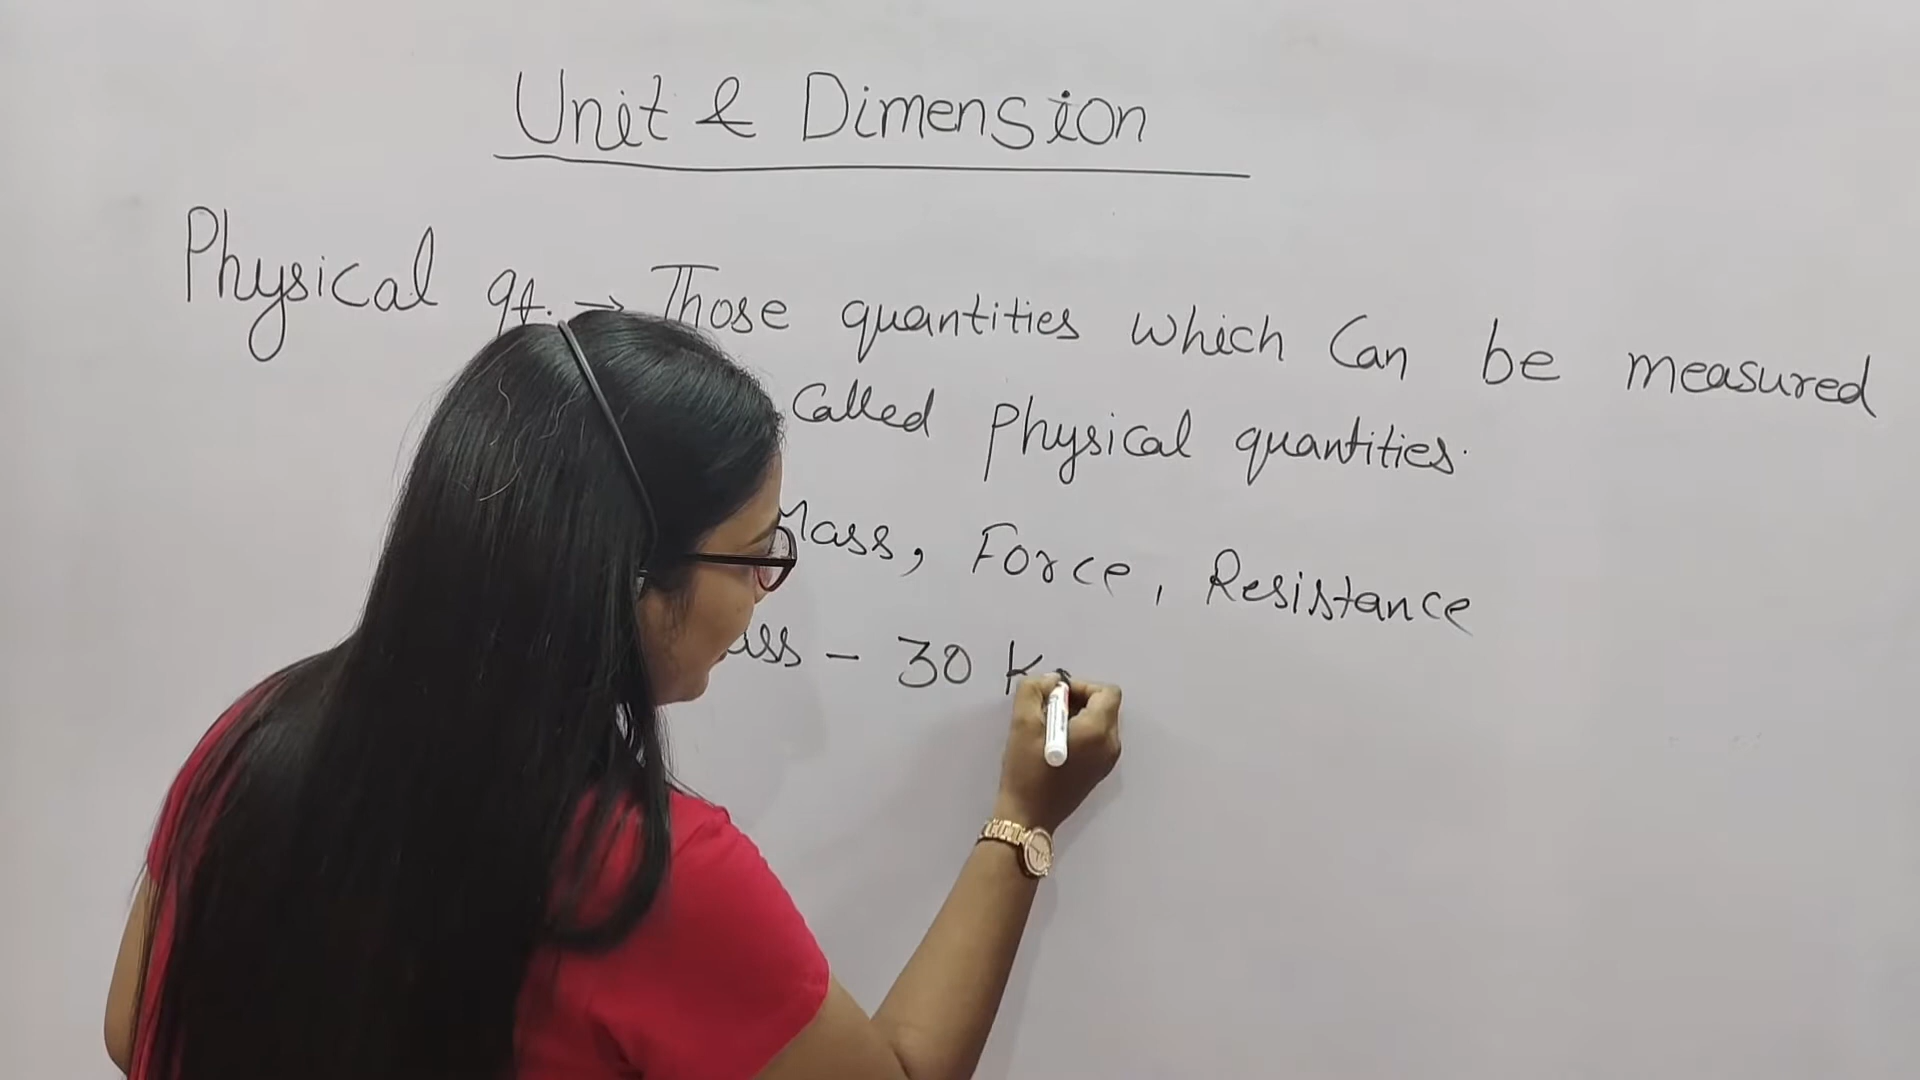 Unit & Dimension
Physical qt. → Those quantities which Can be measured
Called Physical quantities.
Mass, Force, Resistance
– 30 K